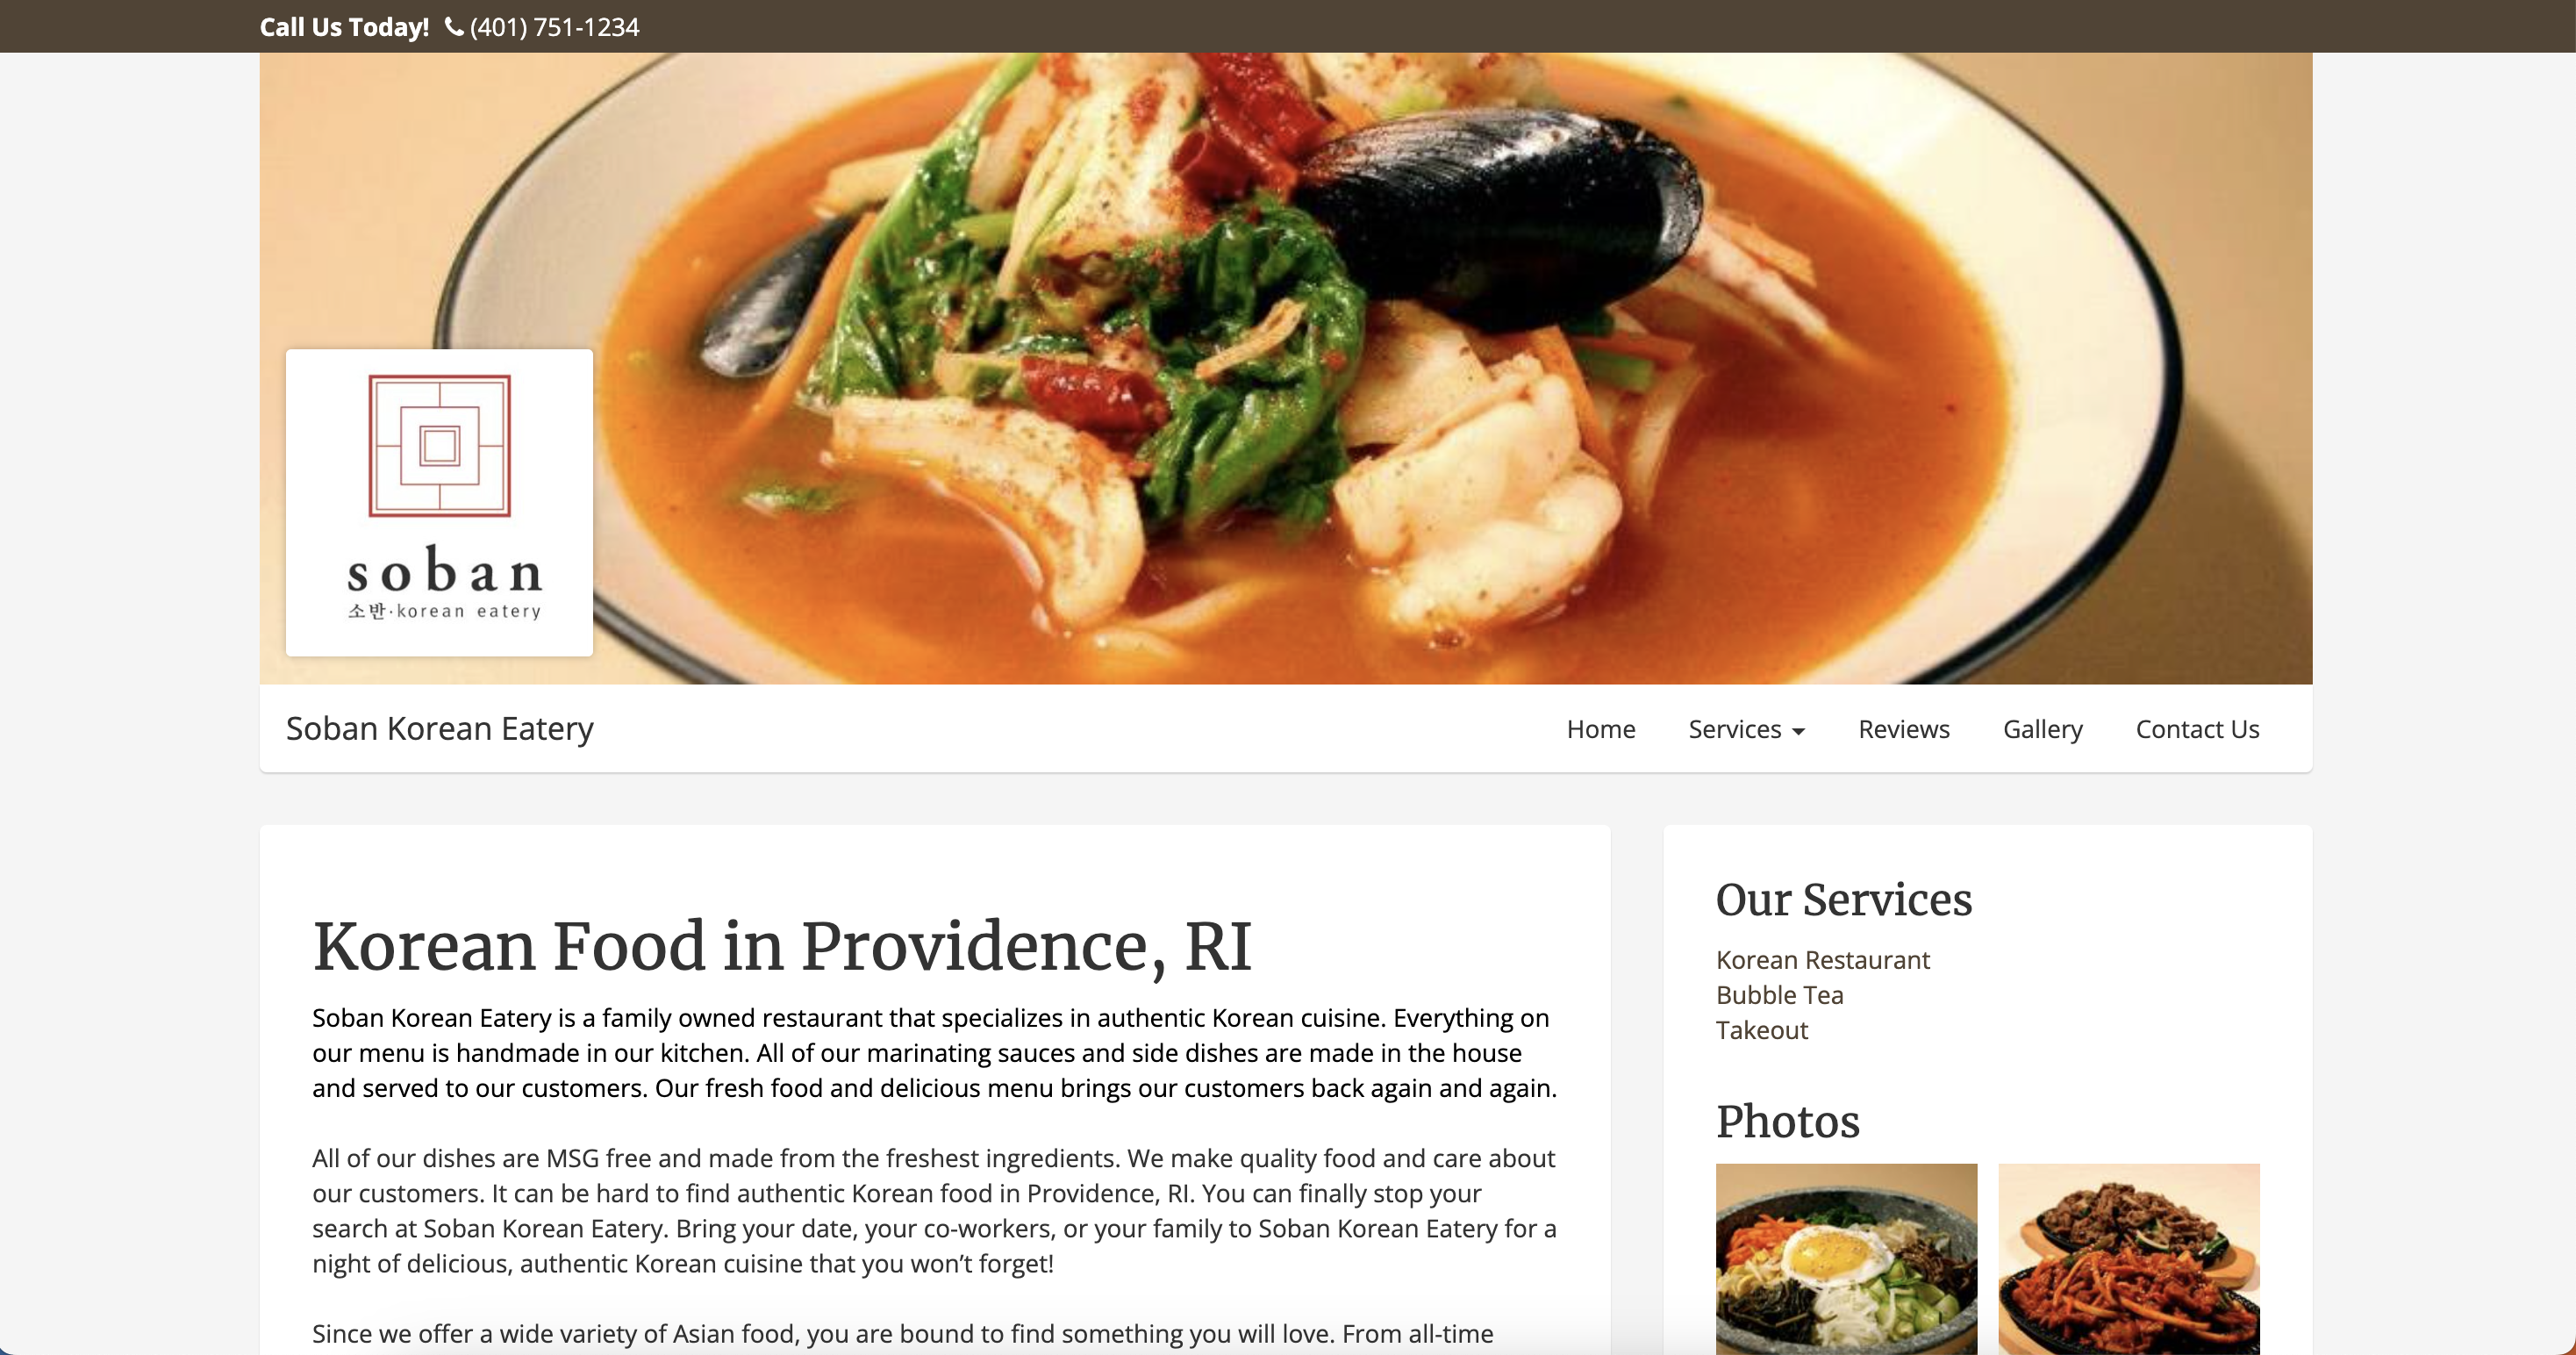 Call Us Today! (401) 751-1234
soban
소반·korean eatery
Soban Korean Eatery
Home
Services
Reviews
Gallery
Contact Us
Korean Food in Providence, RI
Soban Korean Eatery is a family owned restaurant that specializes in authentic Korean cuisine. Everything on
our menu is handmade in our kitchen. All of our marinating sauces and side dishes are made in the house
and served to our customers. Our fresh food and delicious menu brings our customers back again and again.
All of our dishes are MSG free and made from the freshest ingredients. We make quality food and care about
our customers. It can be hard to find authentic Korean food in Providence, RI. You can finally stop your
search at Soban Korean Eatery. Bring your date, your co-workers, or your family to Soban Korean Eatery for a
night of delicious, authentic Korean cuisine that you won’t forget!
Since we offer a wide variety of Asian food, you are bound to find something you will love. From all-time
Our Services
Korean Restaurant
Bubble Tea
Takeout
Photos